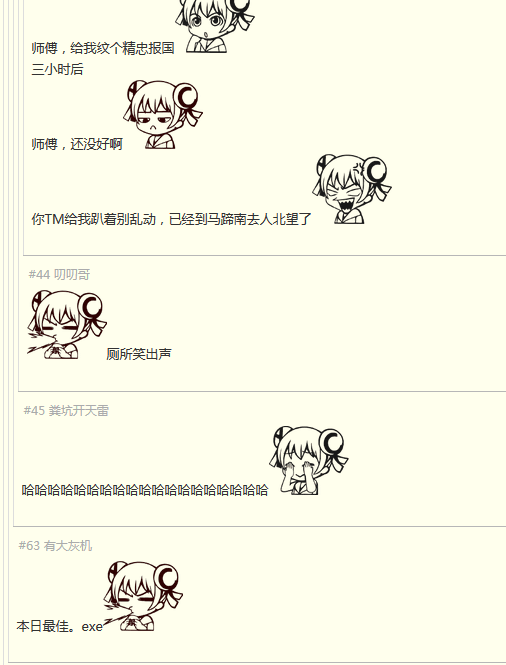 师傅，给我纹个精忠报国
三小时后
师傅，还没好啊
你TM给我趴着别乱动，已经到马蹄南去人北望了
#44 叨叨哥
厕所笑出声
#45 粪坑开天雷
哈哈哈哈哈哈哈哈哈哈哈哈哈哈哈哈哈哈哈
#63 有大灰机
本日最佳。exe